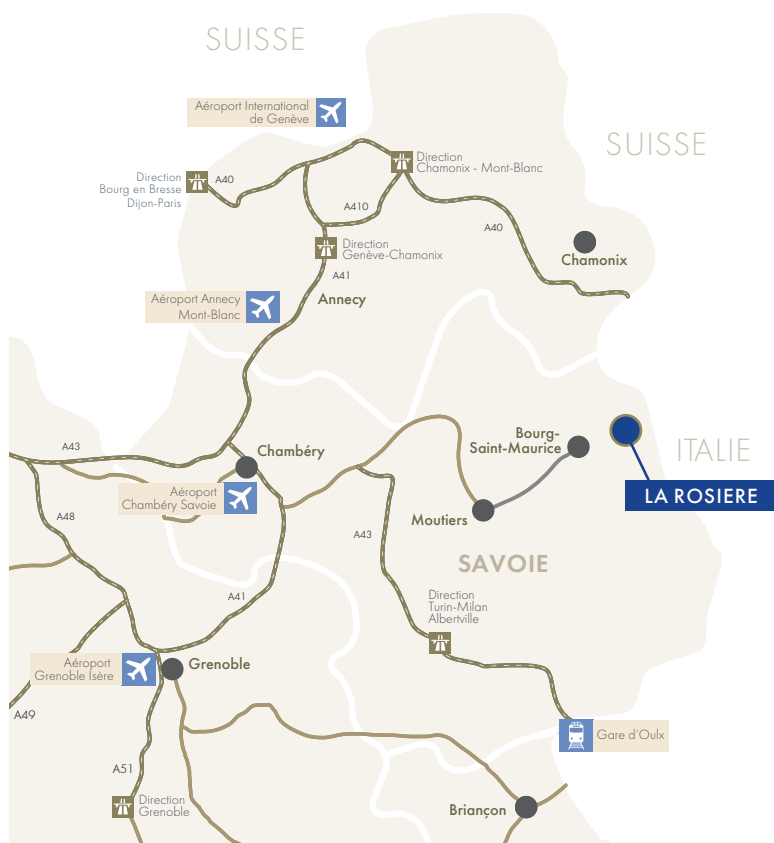 SUISSE
Aéroport International
de Genève
SUISSE
Direction
Chamonix - Mont-Blanc
Direction
Bourg en Bresse
Dijon-Paris
A40
A410
A40
Direction
Genève-Chamonix
Chamonix
A41
Aéroport Annecy
Mont-Blanc
Annecy
A43
Chambéry
Bourg-
Saint-Maurice
ITALIE
LA ROSIERE
Aéroport
Chambéry Savoie
A48
Moutiers
A43
SAVOIE
A41
Direction
Turin-Milan
Albertville
Aéroport
Grenoble Isère
Grenoble
A49
Gare d'Oulx
A51
Direction
Grenoble
Briançon